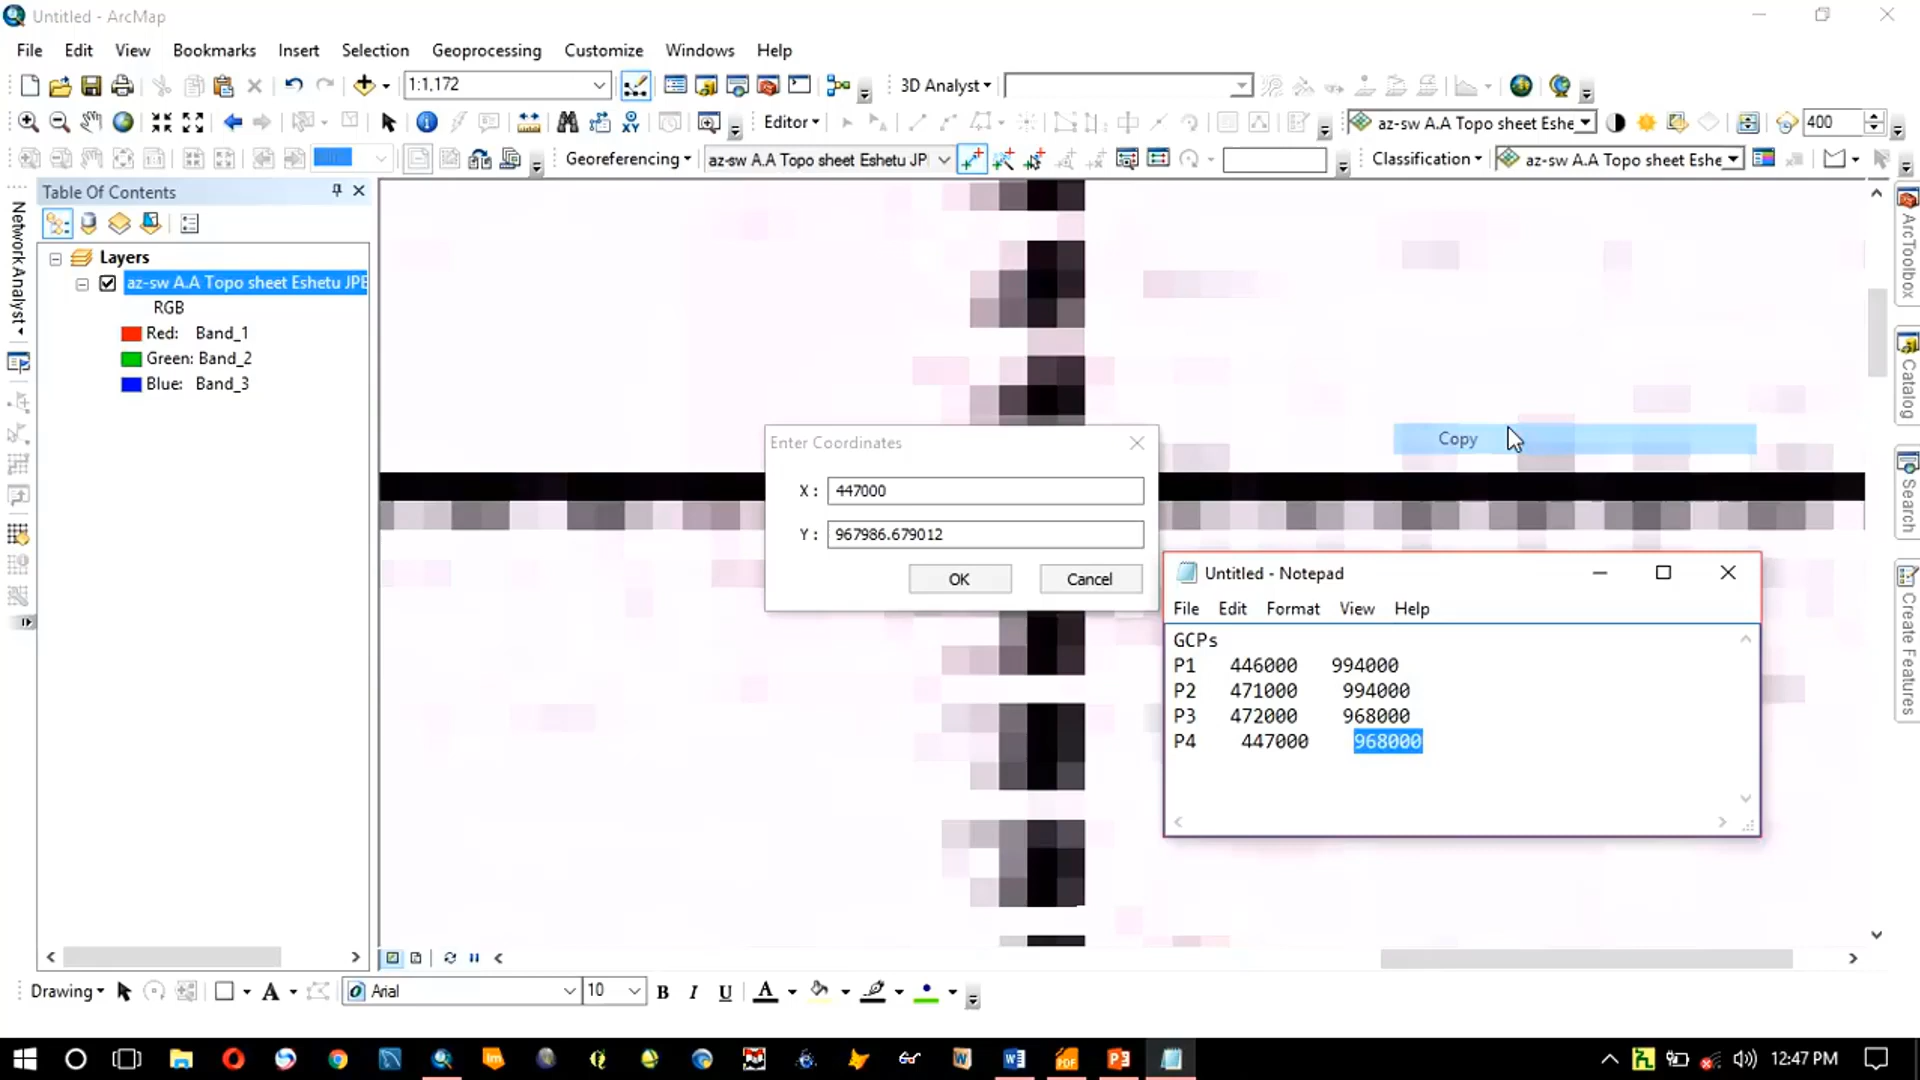 Untitled - ArcMap
File Edit View Bookmarks Insert Selection Geoprocessing Customize Windows Help
1:1,172
3D Analyst
Editor
az-sw A.A Topo sheet Eshe
400
Georeferencing
az-sw A.A Topo sheet Eshetu JP
Classification
az-sw A.A Topo sheet Eshe
Table Of Contents
Network Analyst
Layers
az-sw A.A Topo sheet Eshetu JPE
RGB
Red: Band_1
Green: Band_2
Blue: Band_3
Enter Coordinates
X: 447000
Y: 967986.679012
OK
Cancel
Copy
Untitled - Notepad
File Edit Format View Help
GCPs
P1 446000 994000
P2 471000 994000
P3 472000 968000
P4 447000 968000
ArcToolbox
Catalog
Search
Create Features
Drawing
A
Arial
10
B I U A
12:47 PM